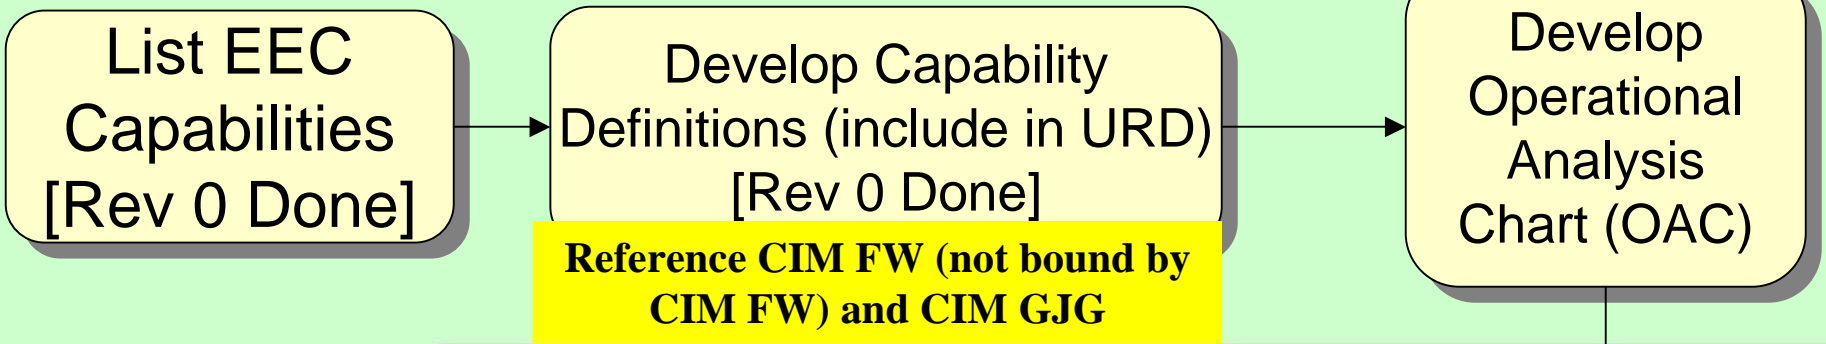 List EEC
Capabilities
[Rev 0 Done]
Develop Capability
Definitions (include in URD)
[Rev 0 Done]
Reference CIM FW (not bound by
CIM FW) and CIM GJG
Develop
Operational
Analysis
Chart (OAC)